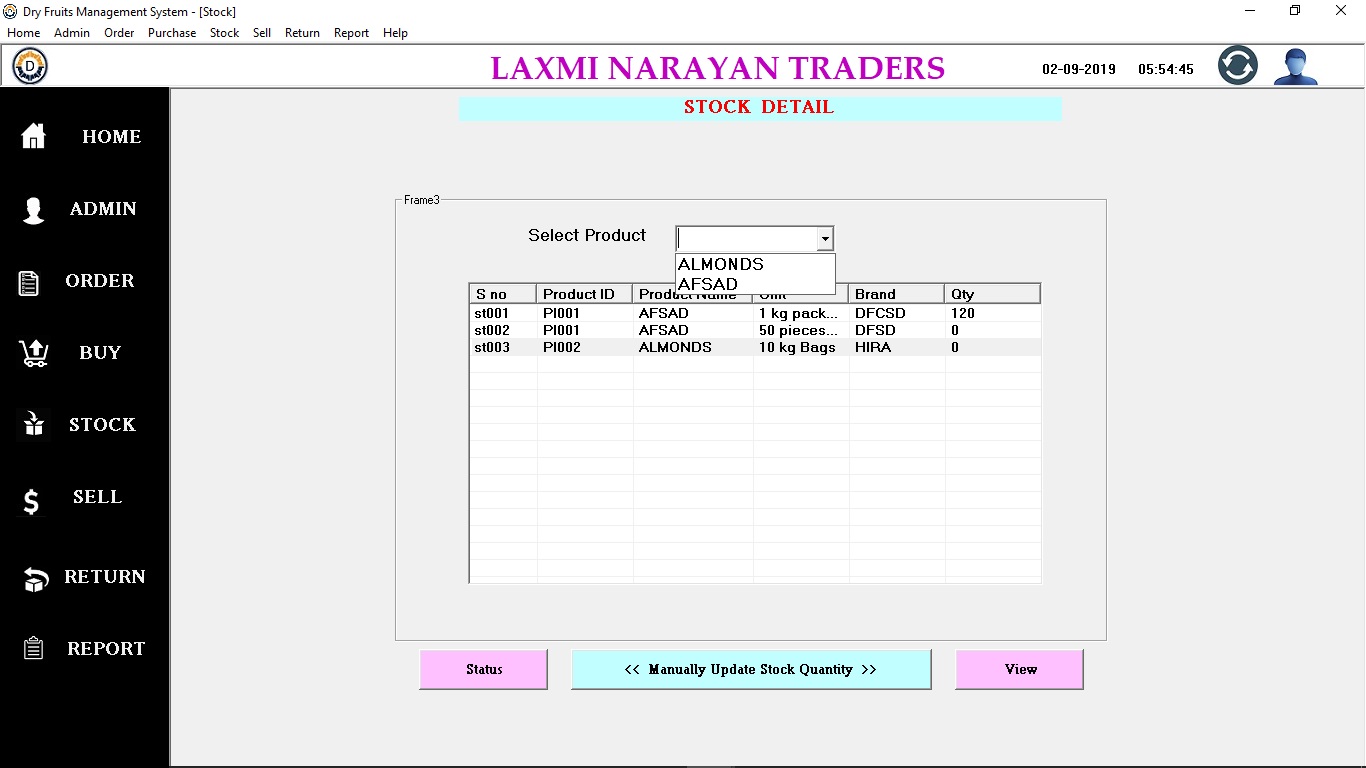 Dry Fruits Management System - [Stock]
Home Admin Order Purchase Stock Sell Return Report Help
D LAXMI NARAYAN TRADERS 02-09-2019 05:54:45
STOCK DETAIL
HOME
ADMIN
ORDER
BUY
STOCK
SELL
RETURN
REPORT
Frame3
Select Product
ALMONDS
AFSAD
S no Product ID Product Name Unit Brand Qty
st001 PI001 AFSAD 1 kg pack... DFCSD 120
st002 PI001 AFSAD 50 pieces... DFSD 0
st003 PI002 ALMONDS 10 kg Bags HIRA 0
Status << Manually Update Stock Quantity >> View